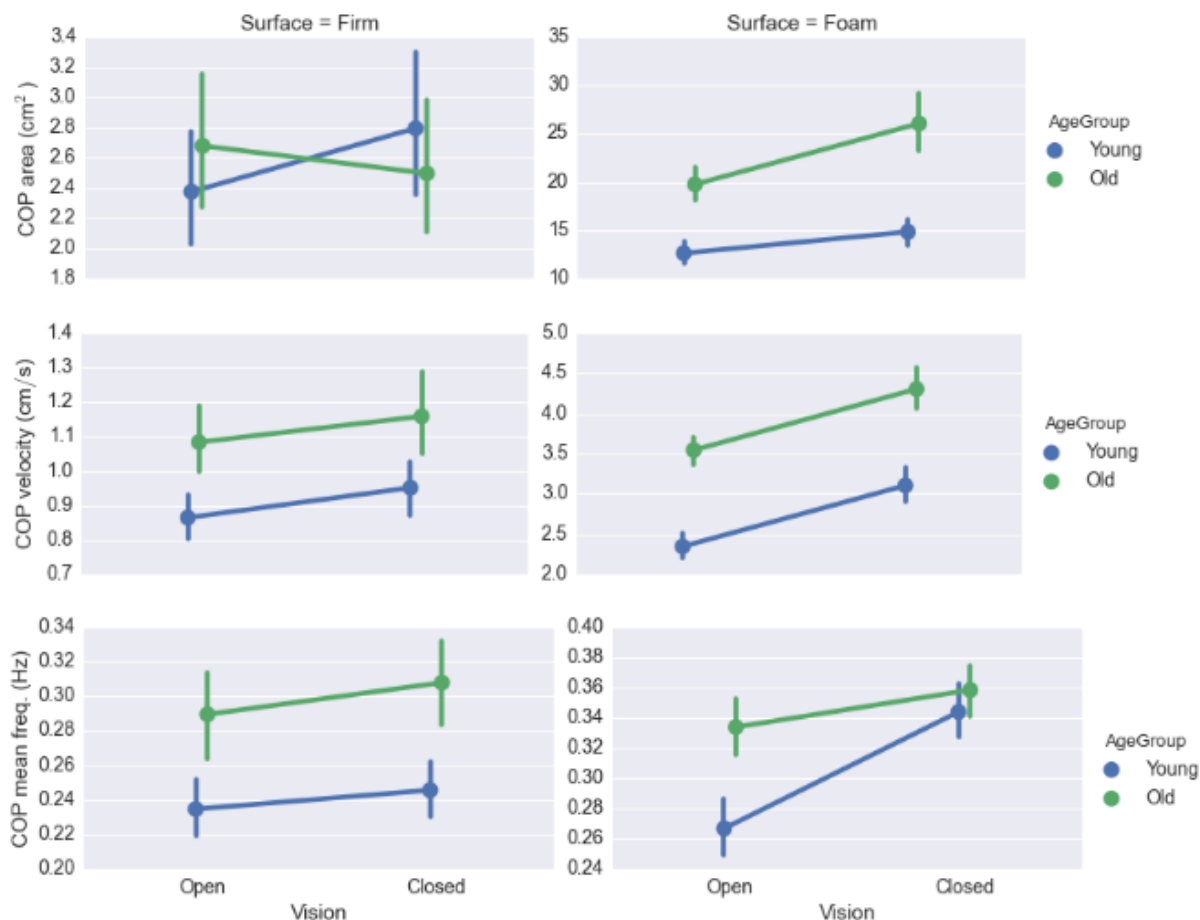 Surface = Firm
Surface = Foam
COP area (cm²)
3.4
3.2
3.0
2.8
2.6
2.4
2.2
2.0
1.8
35
30
25
20
15
10
AgeGroup
Young
Old
COP velocity (cm/s)
1.4
1.3
1.2
1.1
1.0
0.9
0.8
0.7
5.0
4.5
4.0
3.5
3.0
2.5
2.0
AgeGroup
Young
Old
COP mean freq. (Hz)
0.34
0.32
0.30
0.28
0.26
0.24
0.22
0.20
0.40
0.38
0.36
0.34
0.32
0.30
0.28
0.26
0.24
AgeGroup
Young
Old
Open Closed
Vision
Open Closed
Vision